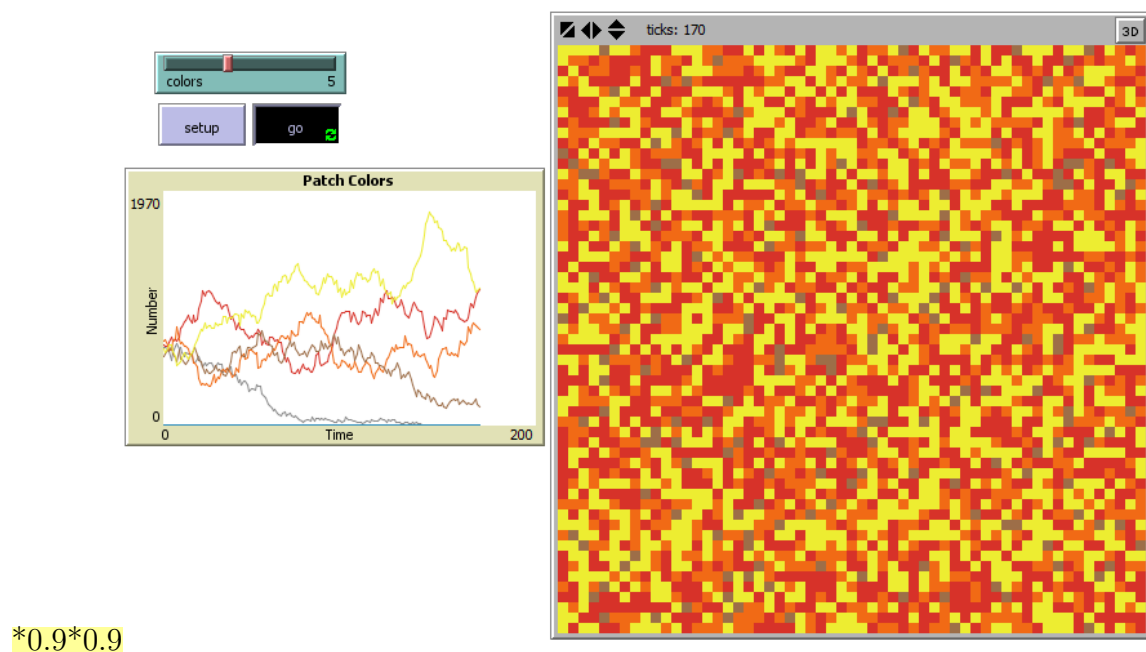 ticks: 170
3D
colors 5
setup
go
Patch Colors
1970
Number
0
0 Time 200
*0.9*0.9